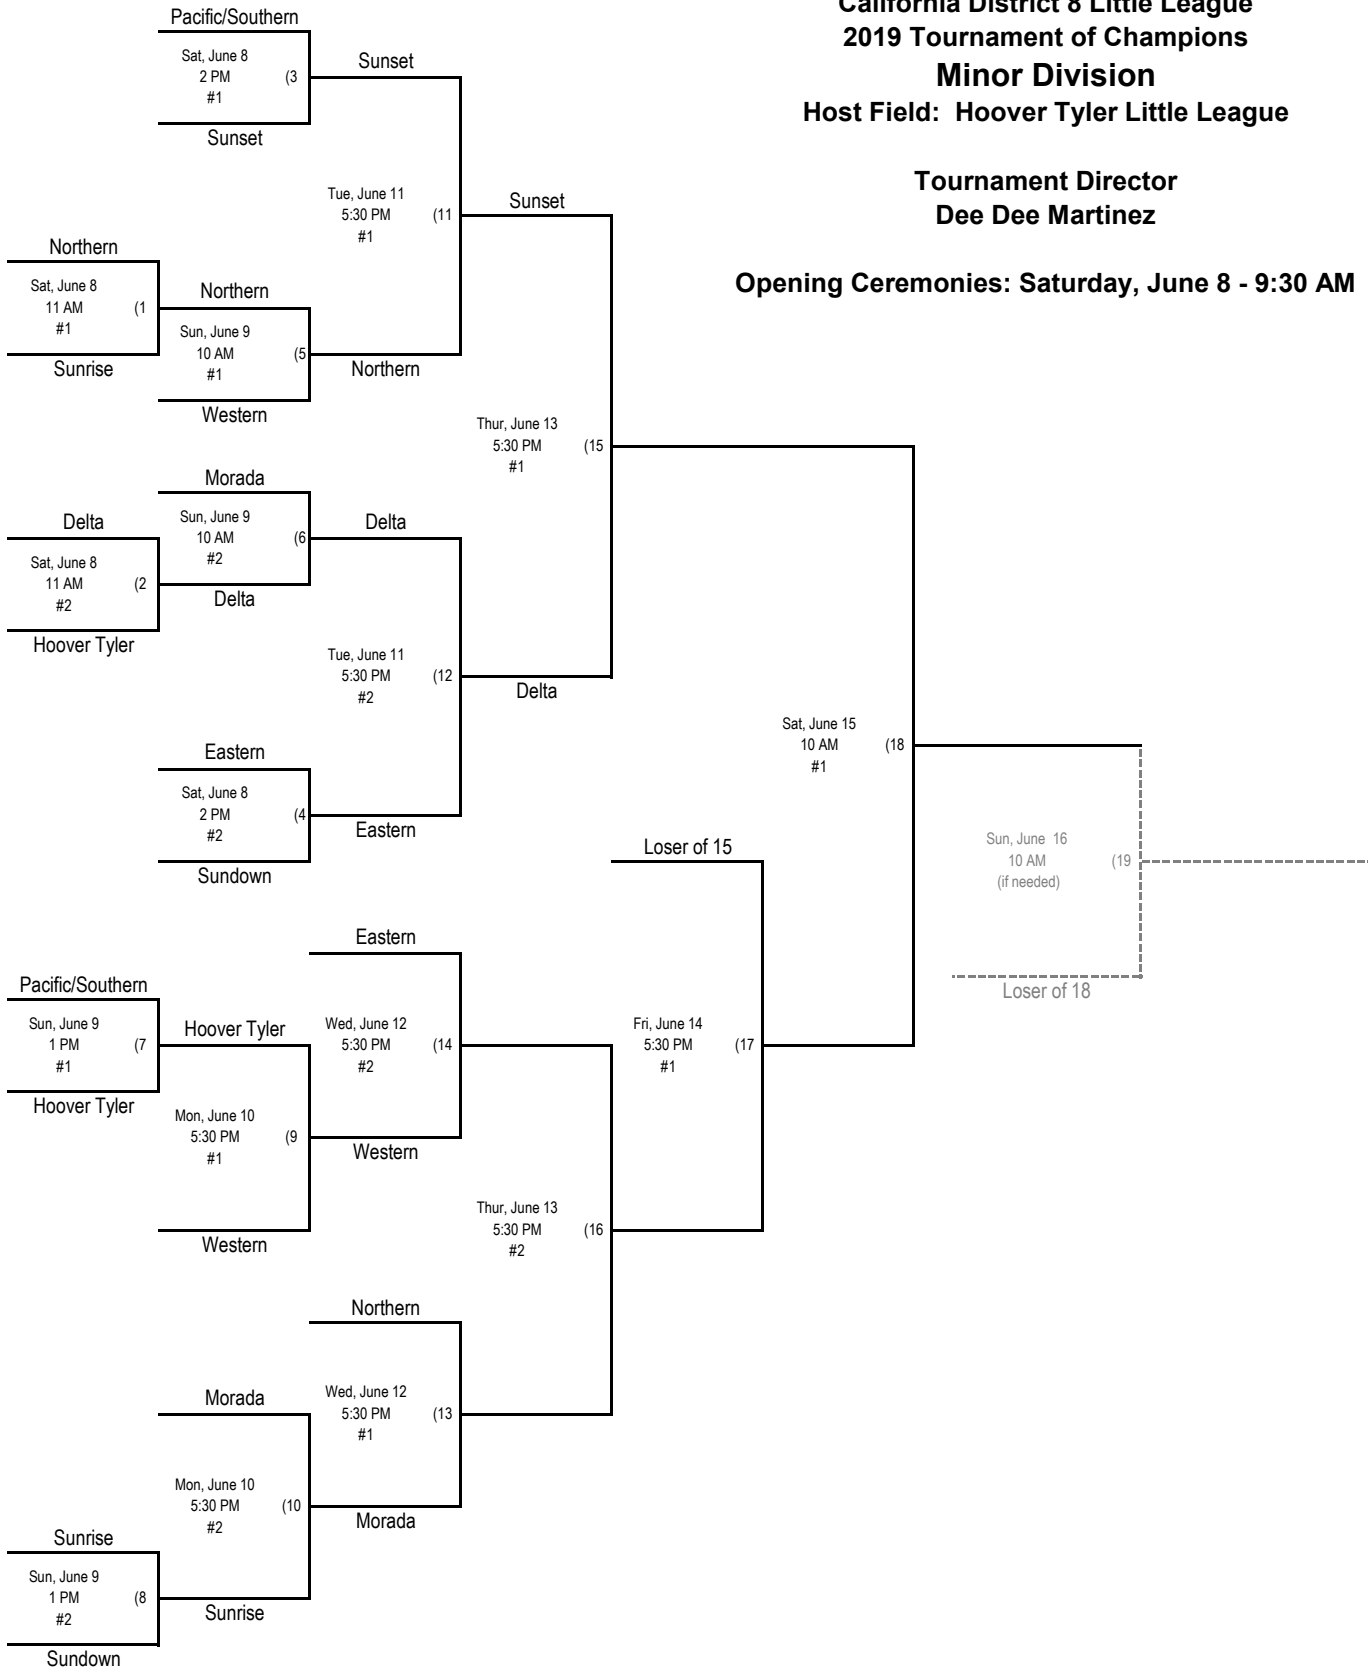 California District 8 Little League
2019 Tournament of Champions
Minor Division
Host Field:  Hoover Tyler Little League
Tournament Director
Dee Dee Martinez
Opening Ceremonies: Saturday, June 8 - 9:30 AM
Pacific/Southern
Sat, June 8
2 PM (3
#1
Sunset
Sunset
Tue, June 11
5:30 PM (11
#1
Sunset
Northern
Sat, June 8
11 AM (1
#1
Sunrise
Northern
Sun, June 9
10 AM (5
#1
Western
Northern
Thur, June 13
5:30 PM (15
#1
Morada
Sun, June 9
10 AM (6
#2
Delta
Delta
Delta
Sat, June 8
11 AM (2
#2
Hoover Tyler
Tue, June 11
5:30 PM (12
#2
Delta
Eastern
Sat, June 8
2 PM (4
#2
Sundown
Eastern
Sat, June 15
10 AM (18
#1
Loser of 15
Sun, June  16
10 AM (19
(if needed)
Loser of 18
Eastern
Wed, June 12
5:30 PM (14
#2
Western
Pacific/Southern
Sun, June 9
1 PM (7
#1
Hoover Tyler
Hoover Tyler
Mon, June 10
5:30 PM (9
#1
Western
Fri, June 14
5:30 PM (17
#1
Thur, June 13
5:30 PM (16
#2
Northern
Wed, June 12
5:30 PM (13
#1
Morada
Morada
Mon, June 10
5:30 PM (10
#2
Sunrise
Sunrise
Sun, June 9
1 PM (8
#2
Sundown